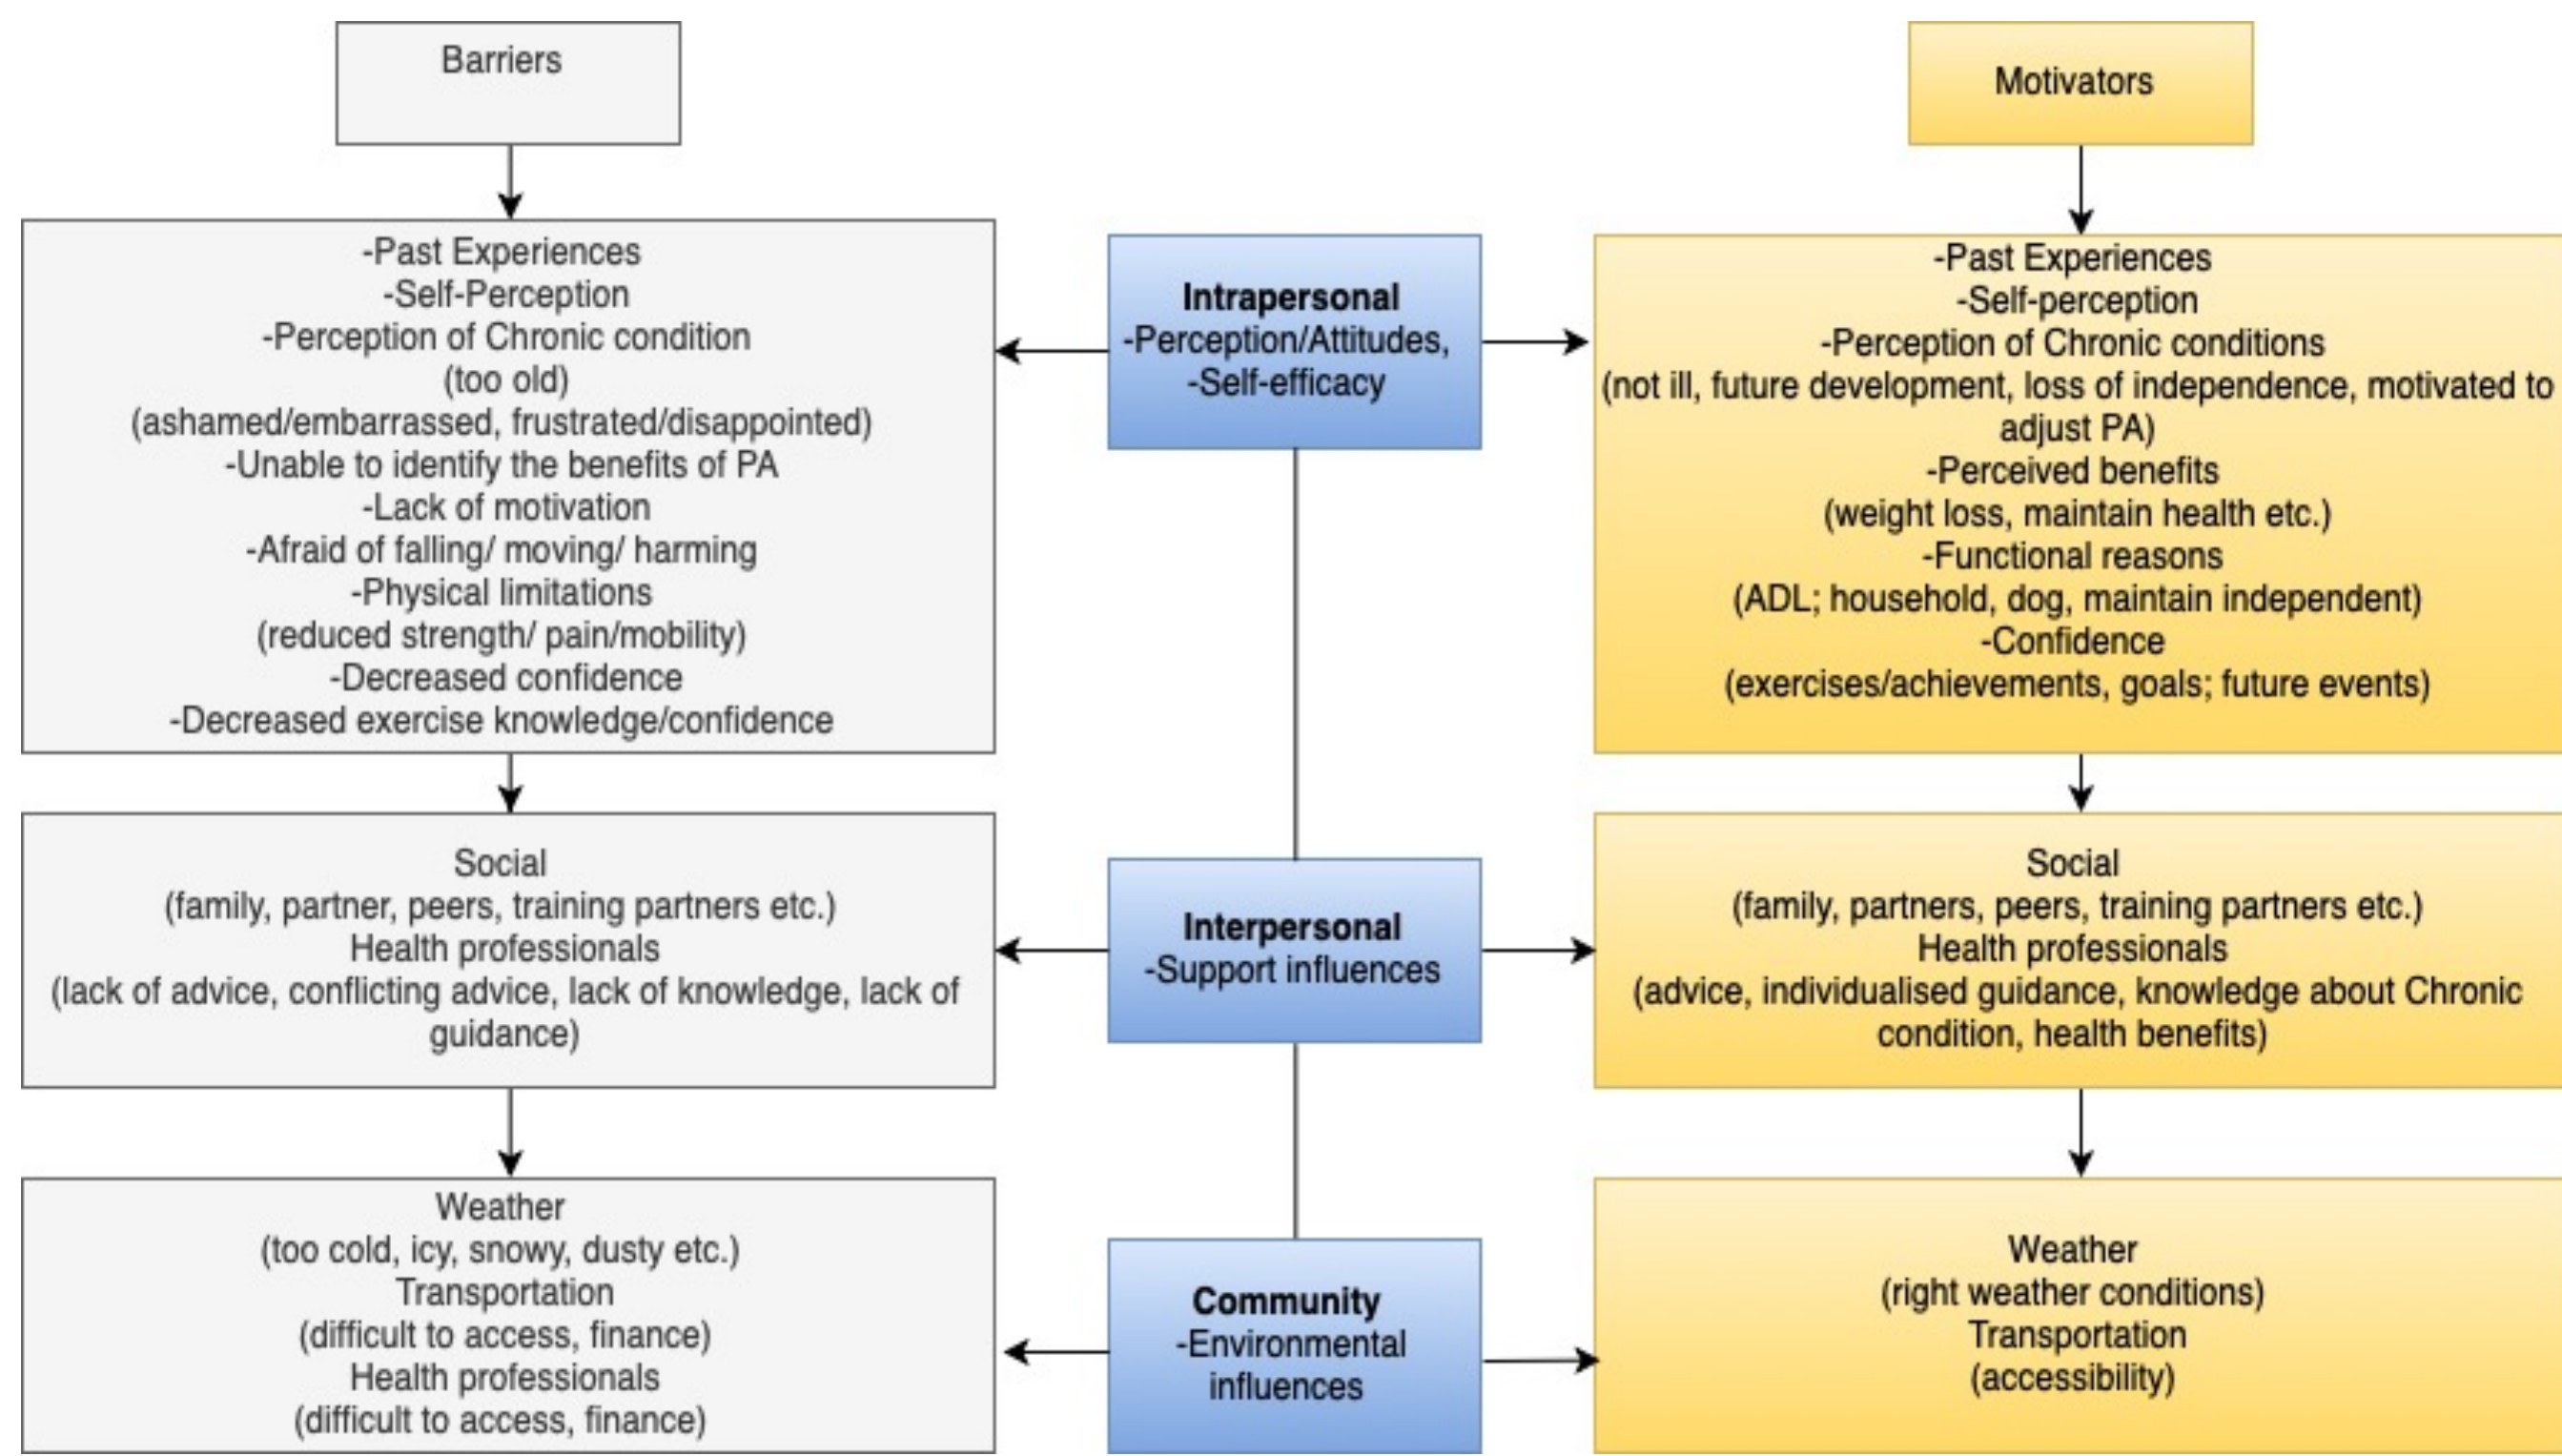 Barriers
Motivators
-Past Experiences
-Self-Perception
-Perception of Chronic condition
(too old)
(ashamed/embarrassed, frustrated/disappointed)
-Unable to identify the benefits of PA
-Lack of motivation
-Afraid of falling/ moving/ harming
-Physical limitations
(reduced strength/ pain/mobility)
-Decreased confidence
-Decreased exercise knowledge/confidence
Intrapersonal
-Perception/Attitudes,
-Self-efficacy
-Past Experiences
-Self-perception
-Perception of Chronic conditions
(not ill, future development, loss of independence, motivated to
adjust PA)
-Perceived benefits
(weight loss, maintain health etc.)
-Functional reasons
(ADL; household, dog, maintain independent)
-Confidence
(exercises/achievements, goals; future events)
Social
(family, partner, peers, training partners etc.)
Health professionals
(lack of advice, conflicting advice, lack of knowledge, lack of
guidance)
Interpersonal
-Support influences
Social
(family, partners, peers, training partners etc.)
Health professionals
(advice, individualised guidance, knowledge about Chronic
condition, health benefits)
Weather
(too cold, icy, snowy, dusty etc.)
Transportation
(difficult to access, finance)
Health professionals
(difficult to access, finance)
Community
-Environmental
influences
Weather
(right weather conditions)
Transportation
(accessibility)